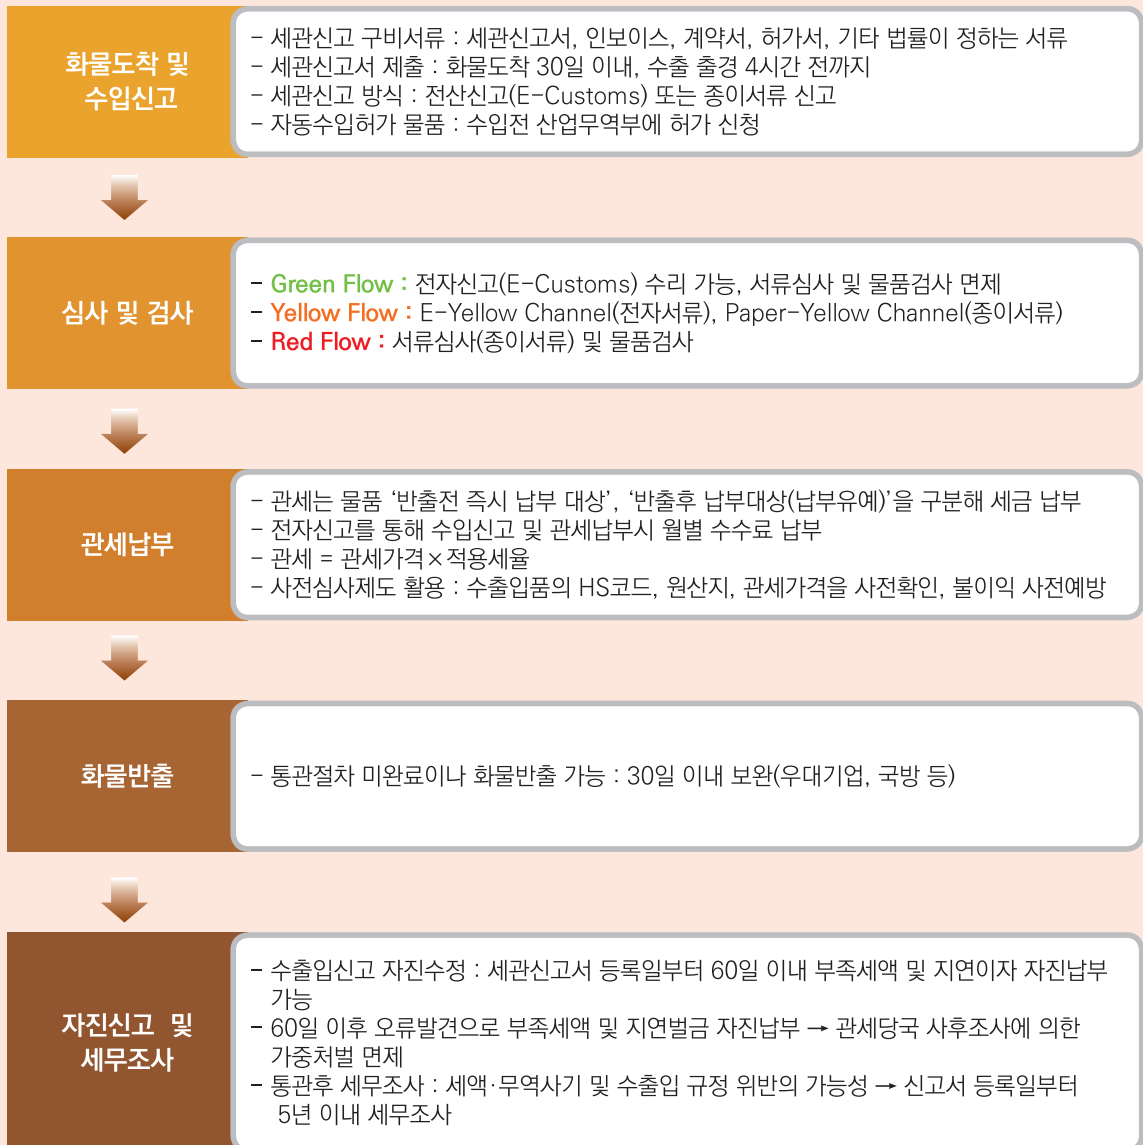 화물도착 및
수입신고
- 세관신고 구비서류 : 세관신고서, 인보이스, 계약서, 허가서, 기타 법률이 정하는 서류
- 세관신고서 제출 : 화물도착 30일 이내, 수출 출경 4시간 전까지
- 세관신고 방식 : 전산신고(E-Customs) 또는 종이서류 신고
- 자동수입허가 물품 : 수입전 산업무역부에 허가 신청
심사 및 검사
- Green Flow : 전자신고(E-Customs) 수리 가능, 서류심사 및 물품검사 면제
- Yellow Flow : E-Yellow Channel(전자서류), Paper-Yellow Channel(종이서류)
- Red Flow : 서류심사(종이서류) 및 물품검사
관세납부
- 관세는 물품 ‘반출전 즉시 납부 대상’, ‘반출후 납부대상(납부유예)’을 구분해 세금 납부
- 전자신고를 통해 수입신고 및 관세납부시 월별 수수료 납부
- 관세 = 관세가격×적용세율
- 사전심사제도 활용 : 수출입품의 HS코드, 원산지, 관세가격을 사전확인, 불이익 사전예방
화물반출
- 통관절차 미완료이나 화물반출 가능 : 30일 이내 보완(우대기업, 국방 등)
자진신고 및
세무조사
- 수출입신고 자진수정 : 세관신고서 등록일부터 60일 이내 부족세액 및 지연이자 자진납부
가능
- 60일 이후 오류발견으로 부족세액 및 지연벌금 자진납부 → 관세당국 사후조사에 의한
가중처벌 면제
- 통관후 세무조사 : 세액·무역사기 및 수출입 규정 위반의 가능성 → 신고서 등록일부터
5년 이내 세무조사